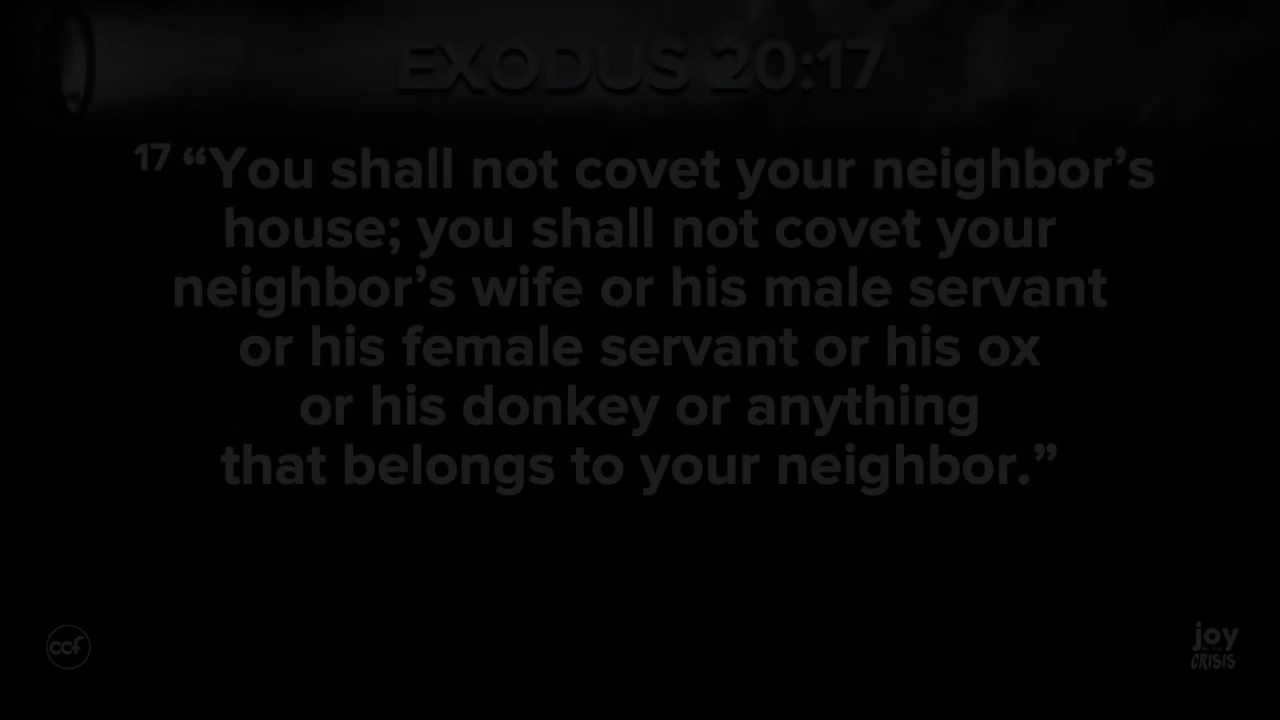 EXODUS 20:17
17 “You shall not covet your neighbor’s
house; you shall not covet your
neighbor’s wife or his male servant
or his female servant or his ox
or his donkey or anything
that belongs to your neighbor.”
ccf
joy
CRISIS